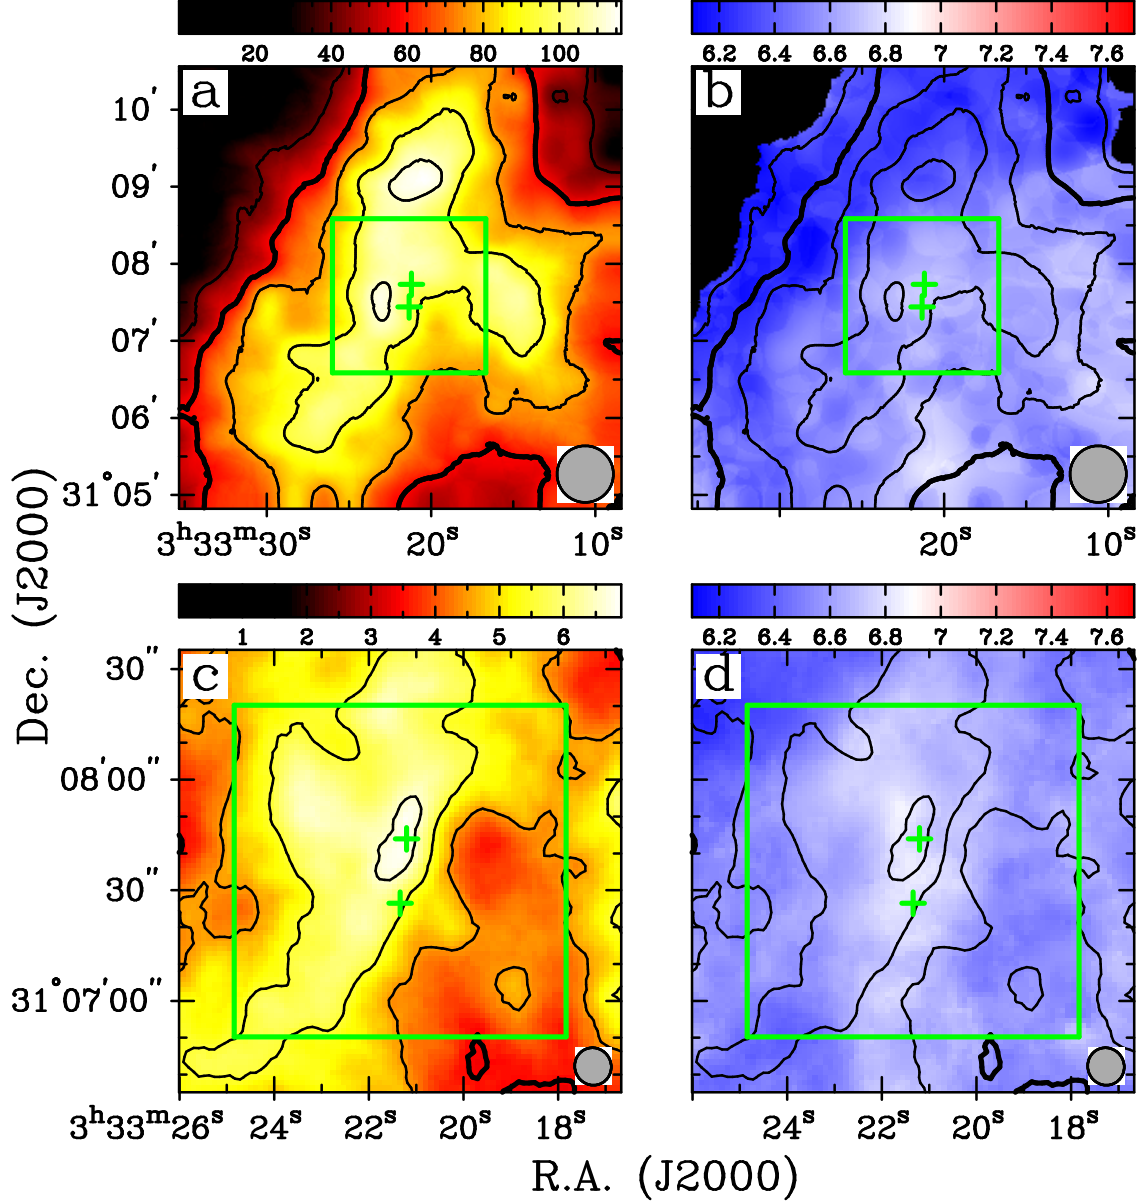 20 40 60 80 100
6.2 6.4 6.6 6.8 7 7.2 7.4 7.6
a
b
10′
09′
08′
07′
06′
31°05′
3ʰ33ᵐ30ˢ 20ˢ 10ˢ
20ˢ 10ˢ
1 2 3 4 5 6
6.2 6.4 6.6 6.8 7 7.2 7.4 7.6
c
d
30″
08′00″
30″
31°07′00″
3ʰ33ᵐ26ˢ 24ˢ 22ˢ 20ˢ 18ˢ
24ˢ 22ˢ 20ˢ 18ˢ
Dec. (J2000)
R.A. (J2000)